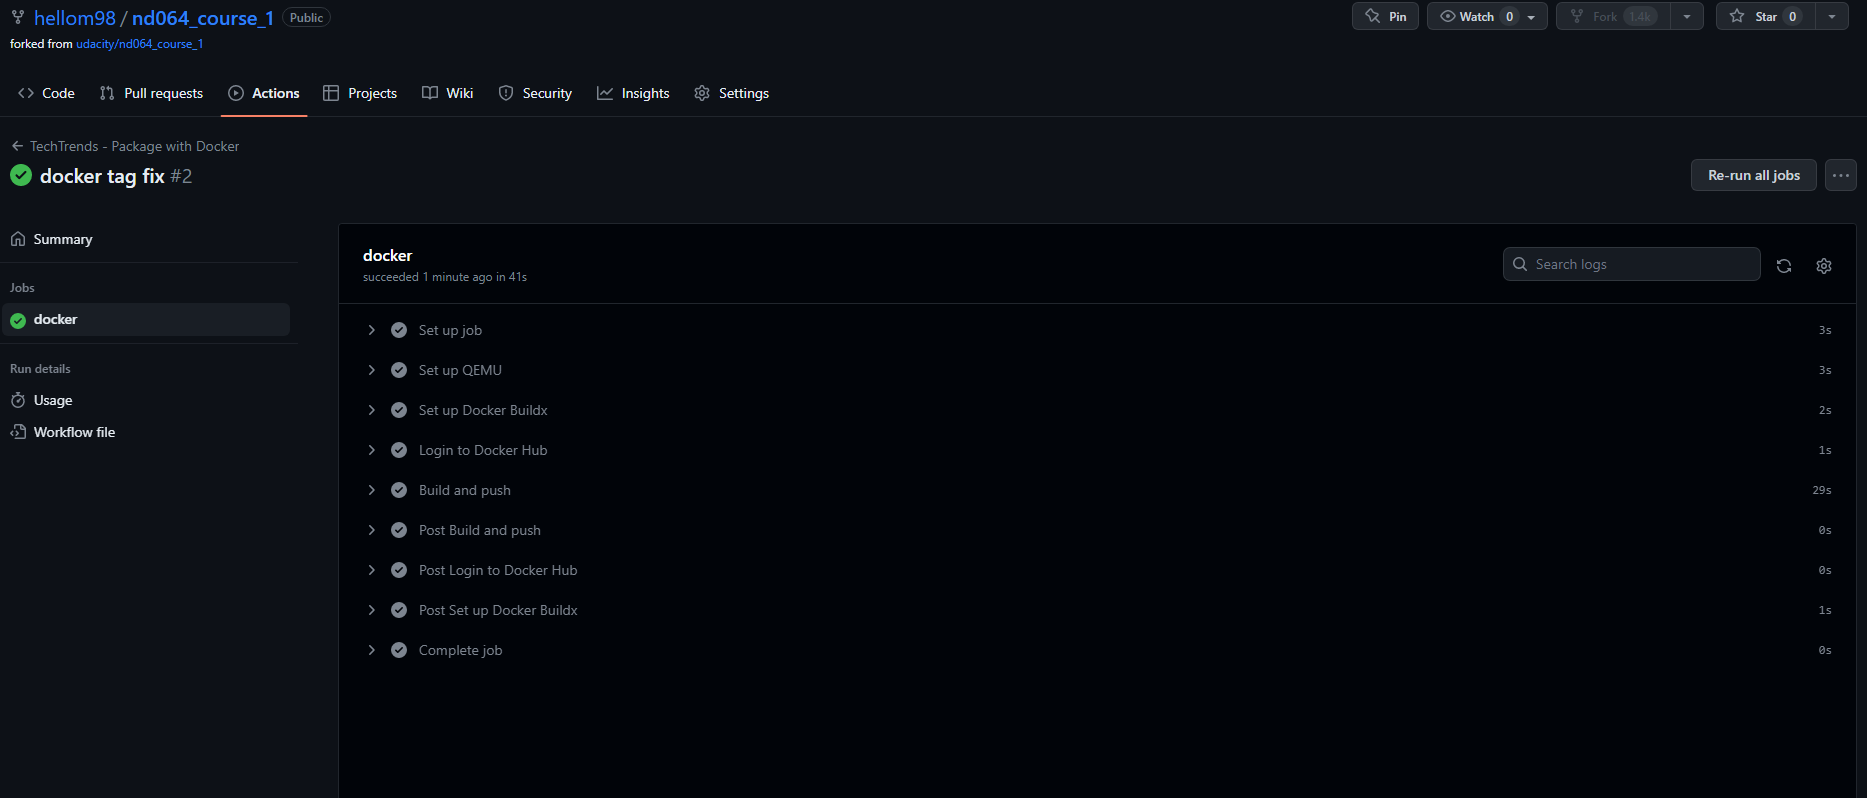 hellom98 / nd064_course_1 Public Pin Watch 0 Fork 1.4k Star 0
forked from udacity/nd064_course_1
Code Pull requests Actions Projects Wiki Security Insights Settings
TechTrends - Package with Docker
docker tag fix #2
Re-run all jobs
Summary
Jobs
docker
Run details
Usage
Workflow file
docker
succeeded 1 minute ago in 41s
Search logs
Set up job 3s
Set up QEMU 3s
Set up Docker Buildx 2s
Login to Docker Hub 1s
Build and push 29s
Post Build and push 0s
Post Login to Docker Hub 0s
Post Set up Docker Buildx 1s
Complete job 0s